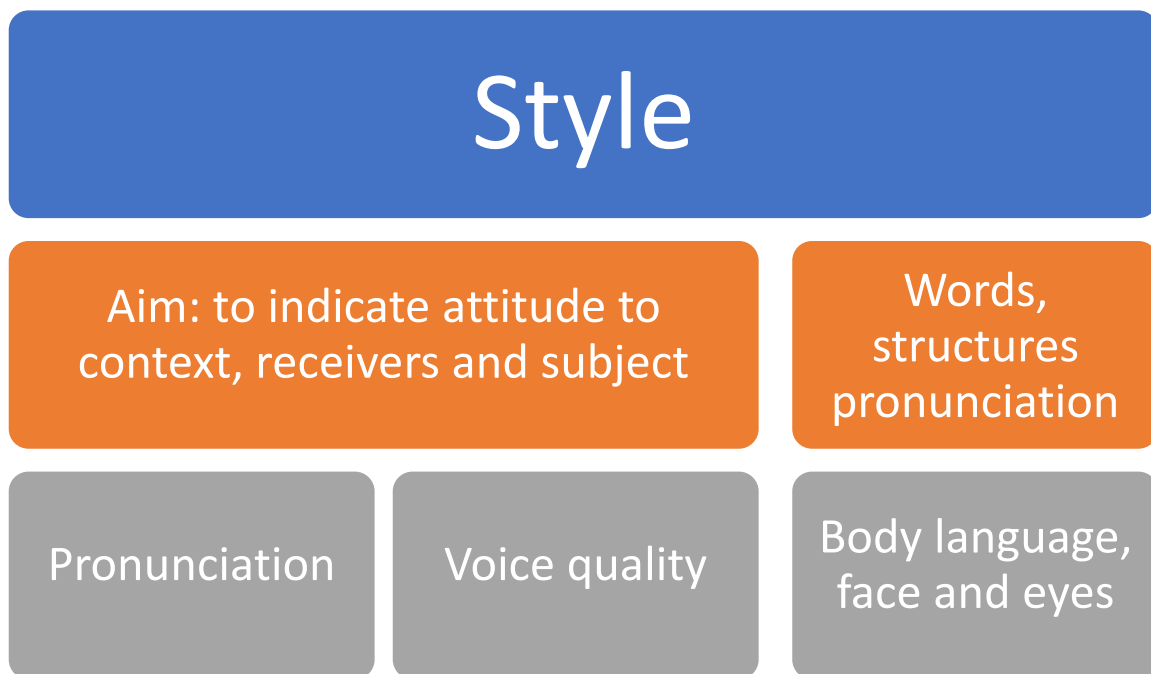 Style
Aim: to indicate attitude to
context, receivers and subject
Words,
structures
pronunciation
Pronunciation
Voice quality
Body language,
face and eyes